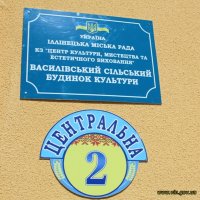 УКРАЇНА
ІЛЛІНЕЦЬКА МІСЬКА РАДА
КЗ "ЦЕНТР КУЛЬТУРИ, МИСТЕЦТВА ТА
ЕСТЕТИЧНОГО ВИХОВАННЯ"
ВАСИЛІВСЬКИЙ СІЛЬСЬКИЙ
БУДИНОК КУЛЬТУРИ
ЦЕНТРАЛЬНА
2